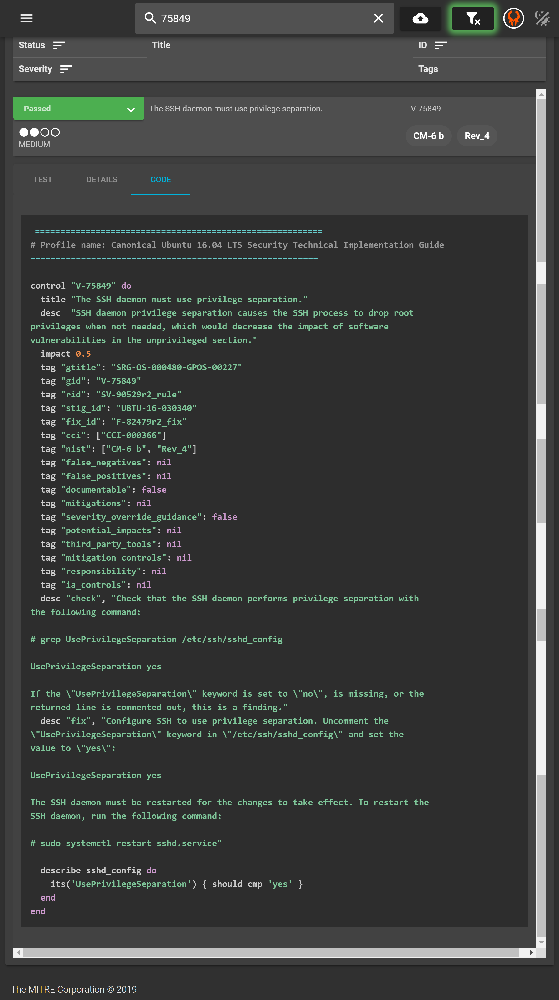 75849
Status
Title
ID
Severity
Tags
Passed
The SSH daemon must use privilege separation.
V-75849
CM-6 b
Rev_4
MEDIUM
TEST
DETAILS
CODE
=========================================================
# Profile name: Canonical Ubuntu 16.04 LTS Security Technical Implementation Guide
=========================================================
control "V-75849" do
  title "The SSH daemon must use privilege separation."
  desc  "SSH daemon privilege separation causes the SSH process to drop root
privileges when not needed, which would decrease the impact of software
vulnerabilities in the unprivileged section."
  impact 0.5
  tag "gtitle": "SRG-OS-000480-GPOS-00227"
  tag "gid": "V-75849"
  tag "rid": "SV-90529r2_rule"
  tag "stig_id": "UBTU-16-030340"
  tag "fix_id": "F-82479r2_fix"
  tag "cci": ["CCI-000366"]
  tag "nist": ["CM-6 b", "Rev_4"]
  tag "false_negatives": nil
  tag "false_positives": nil
  tag "documentable": false
  tag "mitigations": nil
  tag "severity_override_guidance": false
  tag "potential_impacts": nil
  tag "third_party_tools": nil
  tag "mitigation_controls": nil
  tag "responsibility": nil
  tag "ia_controls": nil
  desc "check", "Check that the SSH daemon performs privilege separation with
the following command:
# grep UsePrivilegeSeparation /etc/ssh/sshd_config
UsePrivilegeSeparation yes
If the \"UsePrivilegeSeparation\" keyword is set to \"no\", is missing, or the
returned line is commented out, this is a finding."
  desc "fix", "Configure SSH to use privilege separation. Uncomment the
\"UsePrivilegeSeparation\" keyword in \"/etc/ssh/sshd_config\" and set the
value to \"yes\":
UsePrivilegeSeparation yes
The SSH daemon must be restarted for the changes to take effect. To restart the
SSH daemon, run the following command:
# sudo systemctl restart sshd.service"
  describe sshd_config do
    its('UsePrivilegeSeparation') { should cmp 'yes' }
  end
end
The MITRE Corporation © 2019